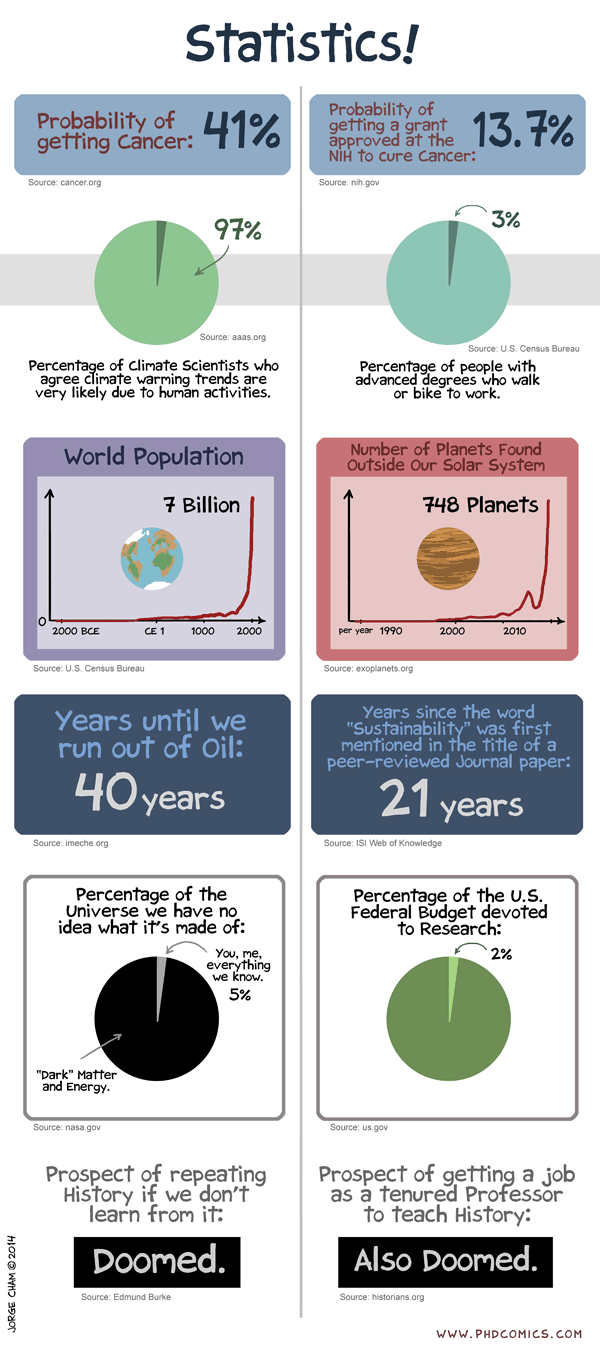 Statistics!
Probability of
getting Cancer:
41%
Source: cancer.org
Probability of
getting a grant
approved at the
NIH to cure Cancer:
13.7%
Source: nih.gov
97%
Source: aaas.org
Percentage of Climate Scientists who
agree climate warming trends are
very likely due to human activities.
3%
Source: U.S. Census Bureau
Percentage of people with
advanced degrees who walk
or bike to work.
World Population
7 Billion
0
2000 BCE
CE 1
1000
2000
Source: U.S. Census Bureau
Number of Planets Found
Outside Our Solar System
748 Planets
per year
1990
2000
2010
Source: exoplanets.org
Years until we
run out of Oil:
40 years
Source: imeche.org
Years since the word
"Sustainability" was first
mentioned in the title of a
peer-reviewed Journal paper:
21 years
Source: ISI Web of Knowledge
Percentage of the
Universe we have no
idea what it's made of:
You, me,
everything
we know.
5%
"Dark" Matter
and Energy.
Source: nasa.gov
Percentage of the U.S.
Federal Budget devoted
to Research:
2%
Source: us.gov
Prospect of repeating
History if we don't
learn from it:
Doomed.
Source: Edmund Burke
Prospect of getting a job
as a tenured Professor
to teach History:
Also Doomed.
Source: historians.org
JORGE CHAM © 2014
WWW.PHDCOMICS.COM